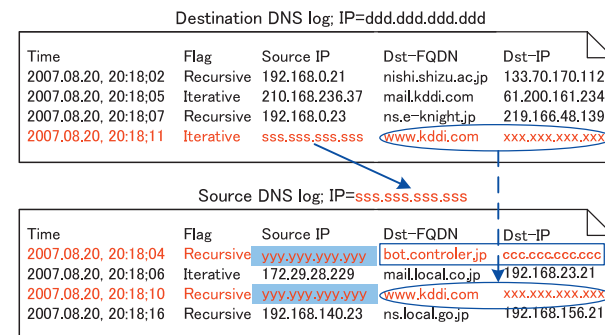 Destination DNS log; IP=ddd.ddd.ddd.ddd
Time Flag Source IP Dst-FQDN Dst-IP
2007.08.20, 20:18;02 Recursive 192.168.0.21 nishi.shizu.ac.jp 133.70.170.112
2007.08.20, 20:18;05 Iterative 210.168.236.37 mail.kddi.com 61.200.161.234
2007.08.20, 20:18;07 Recursive 192.168.0.23 ns.e-knight.jp 219.166.48.139
2007.08.20, 20:18;11 Iterative sss.sss.sss.sss www.kddi.com xxx.xxx.xxx.xxx
Source DNS log; IP=sss.sss.sss.sss
Time Flag Source IP Dst-FQDN Dst-IP
2007.08.20, 20:18;04 Recursive yyy.yyy.yyy.yyy bot.controler.jp ccc.ccc.ccc.ccc
2007.08.20, 20:18;06 Iterative 172.29.28.229 mail.local.co.jp 192.168.23.21
2007.08.20, 20:18;10 Recursive yyy.yyy.yyy.yyy www.kddi.com xxx.xxx.xxx.xxx
2007.08.20, 20:18;16 Recursive 192.168.140.23 ns.local.go.jp 192.168.156.21